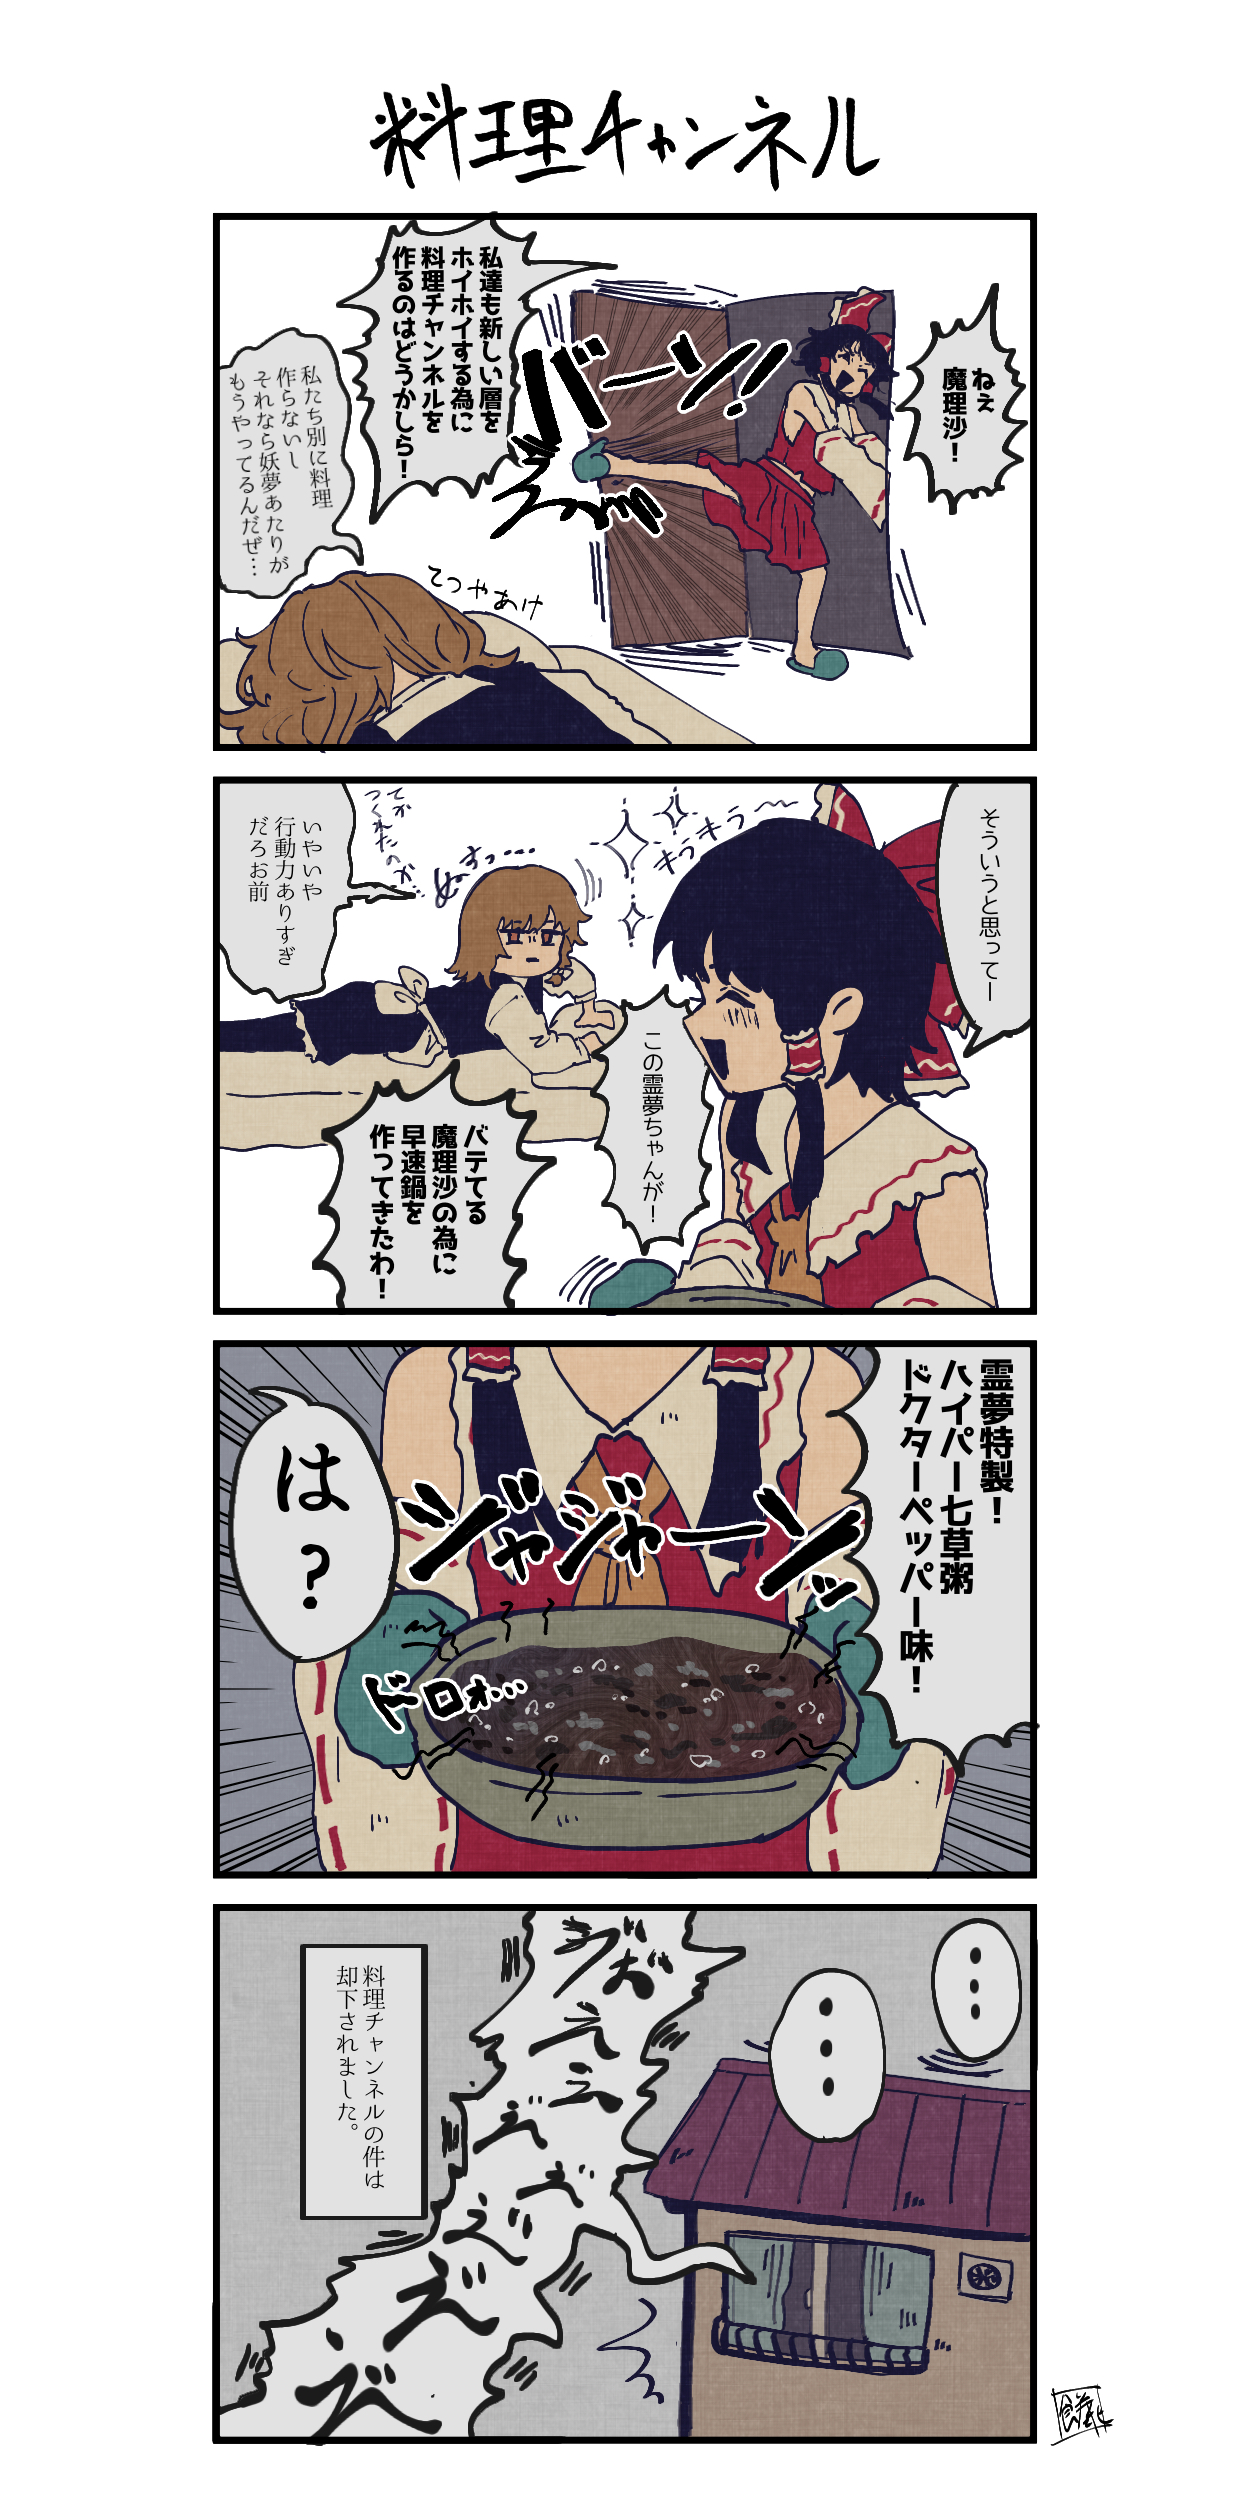 料理チャンネル
ねぇ
魔理沙！
バーン!!
私達も新しい層を
ホイホイする為に
料理チャンネルを
作るのはどうかしら！
私たち別に料理
作らないし
それなら妖夢あたりが
もうやってるんだぜ…
てつやあけ
そういうと思ってー
キラキラ〜
この霊夢ちゃんが！
バテてる
魔理沙の為に
早速鍋を
作ってきたわ！
てか
つくれたのか…
いやいや
行動力ありすぎ
だろお前
霊夢特製！
ハイパー七草粥
ドクターペッパー味！
ジャジャーンッ
は？
ドロォ…
料理チャンネルの件は
却下されました。